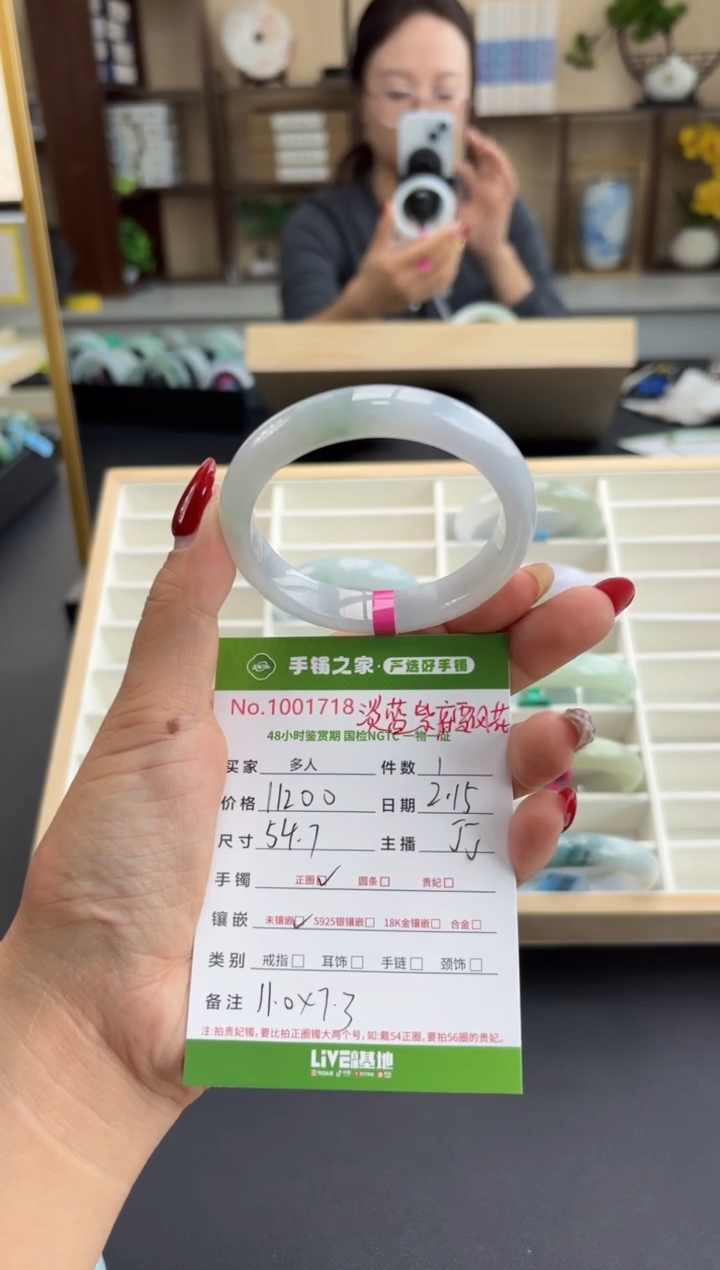 手镯之家·严选好手镯
No.1001718 淡蓝
48小时鉴赏期 国检NGTC 一物一证
买家 多人 件数 1
价格 11200 日期 2.15
尺寸 54.7 主播 JJ
手镯 正圈☑ 圆条□ 贵妃□
镶嵌 未镶嵌☑ S925银镶嵌□ 18K金镶嵌□ 合金□
类别 戒指□ 耳饰□ 手链□ 颈饰□
备注 11.0×7.3
注:拍贵妃镯,要比拍正圈镯大两个号,如:戴54正圈,要拍56圈的贵妃。
LIVE 基地